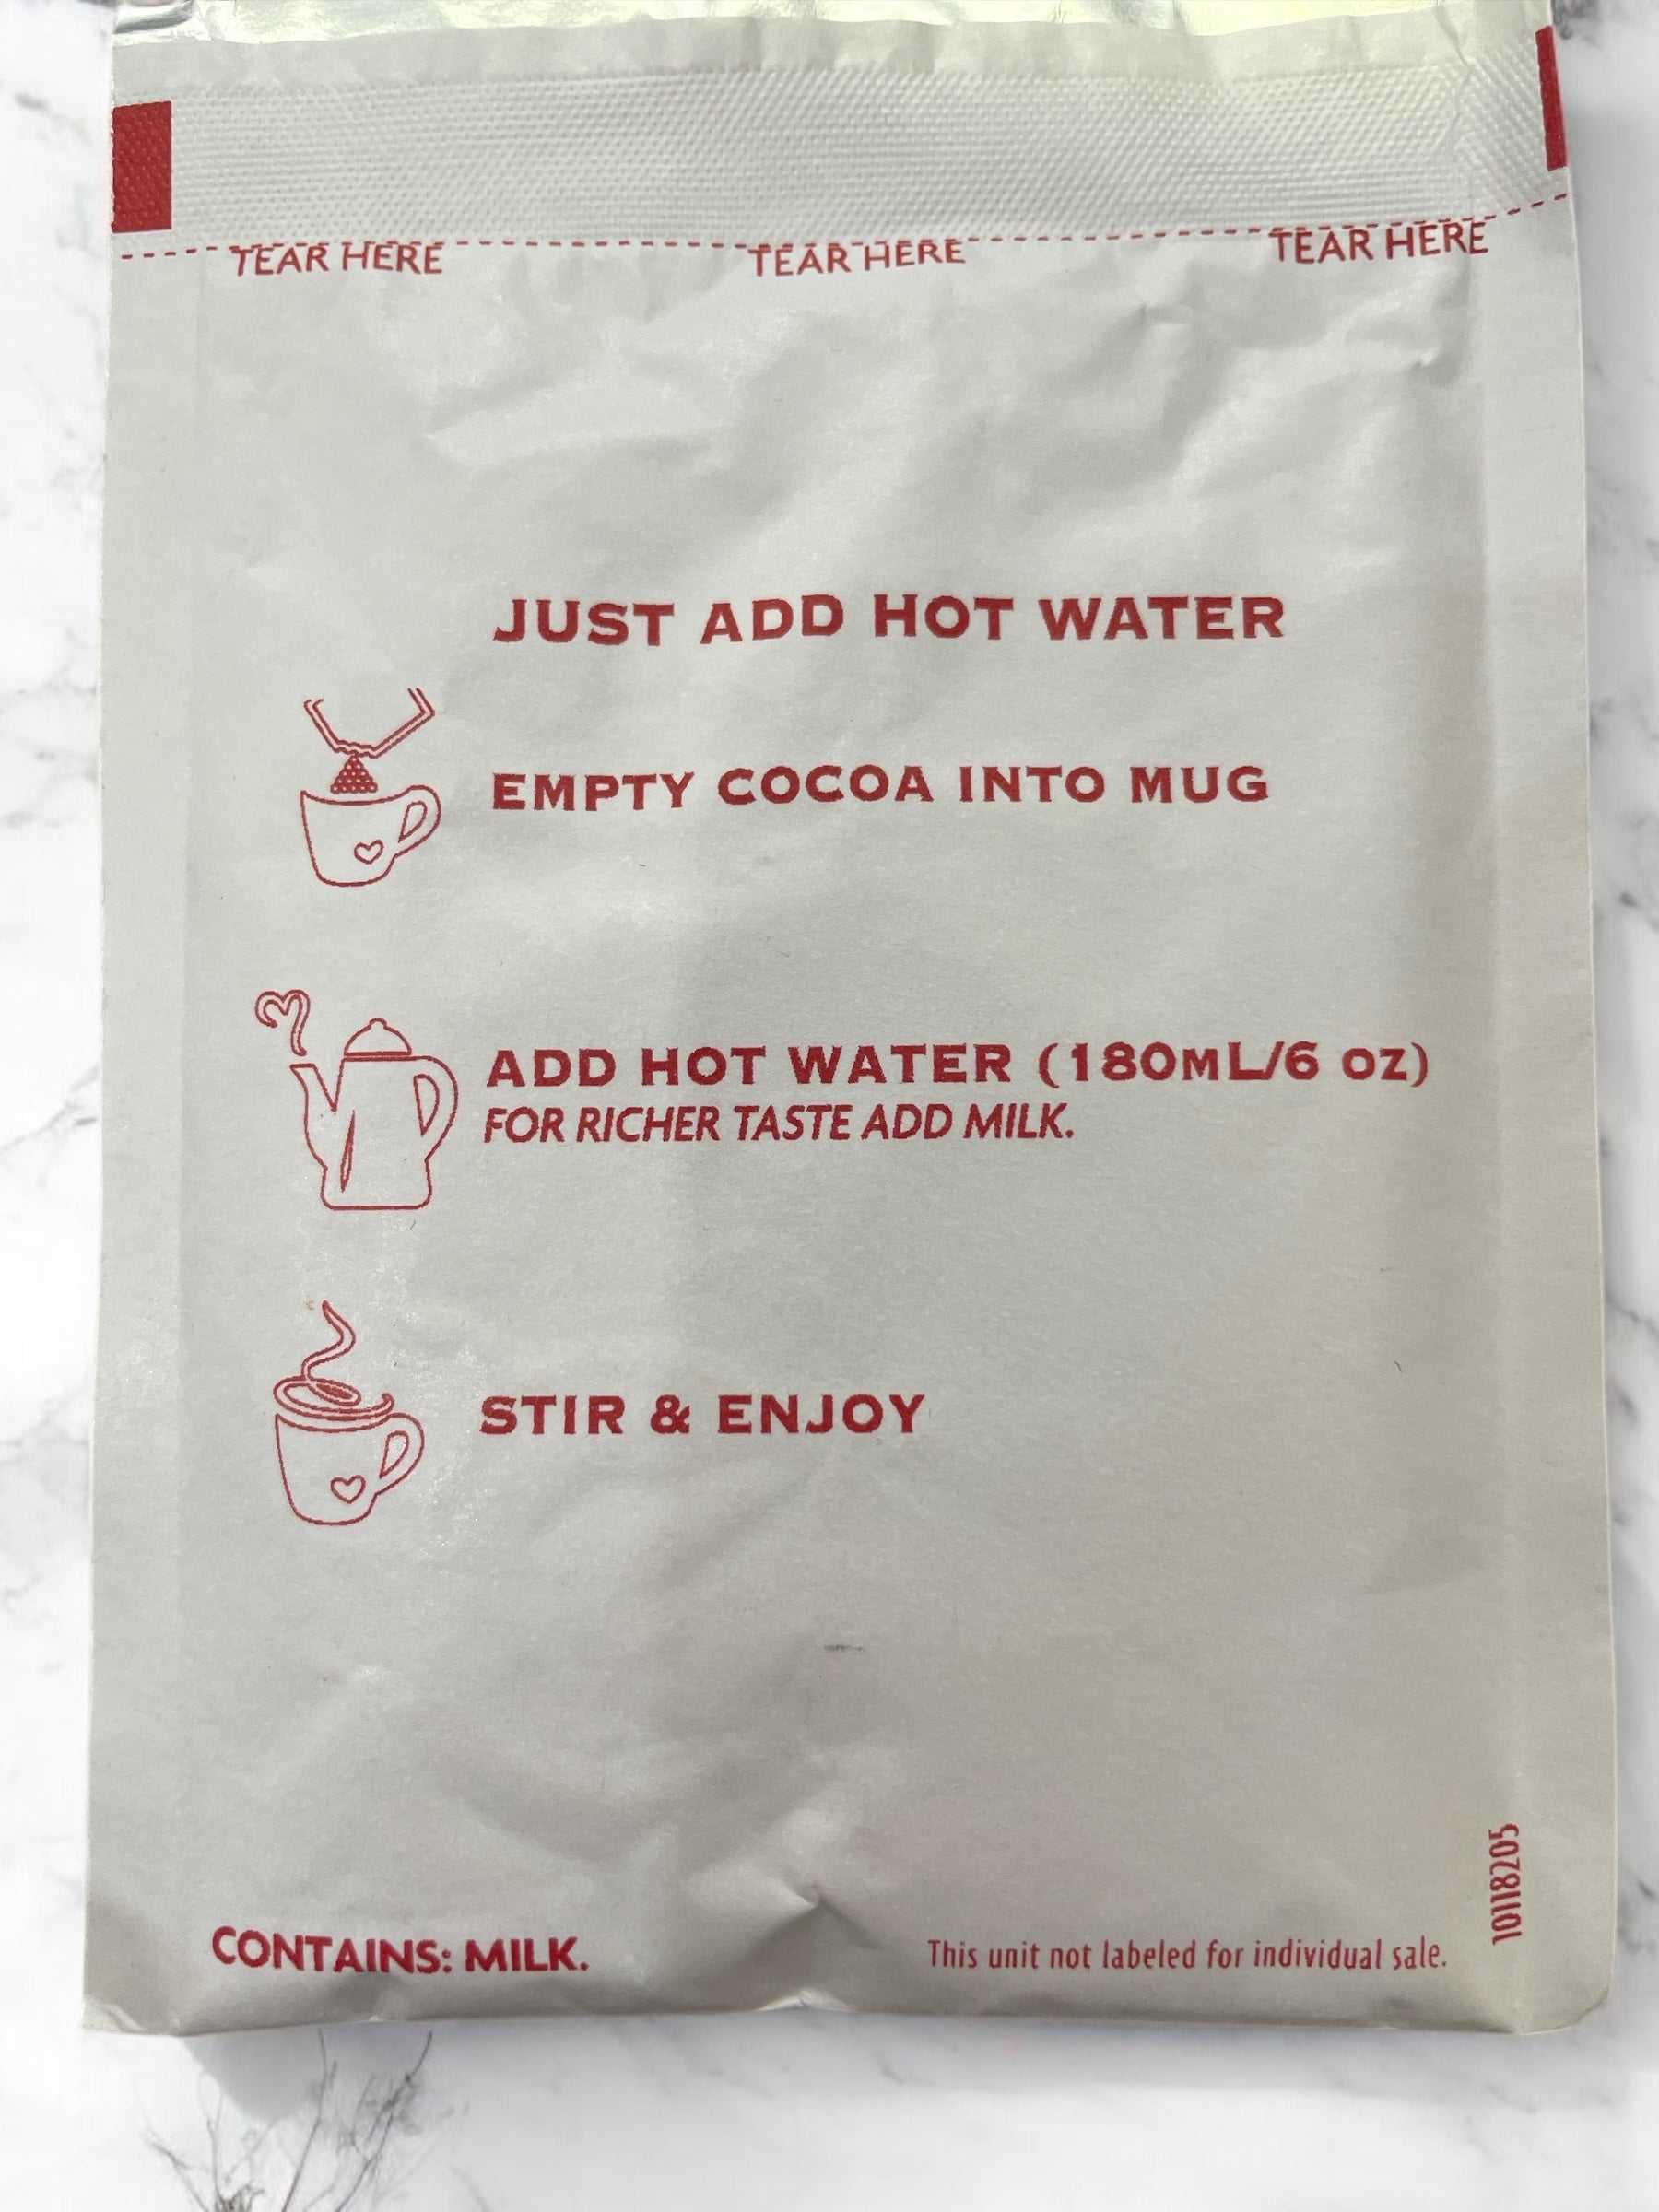 TEAR HERE TEAR HERE TEAR HERE
JUST ADD HOT WATER
EMPTY COCOA INTO MUG
ADD HOT WATER (180ML/6 OZ)
FOR RICHER TASTE ADD MILK.
STIR & ENJOY
CONTAINS: MILK.
This unit not labeled for individual sale.
10118205